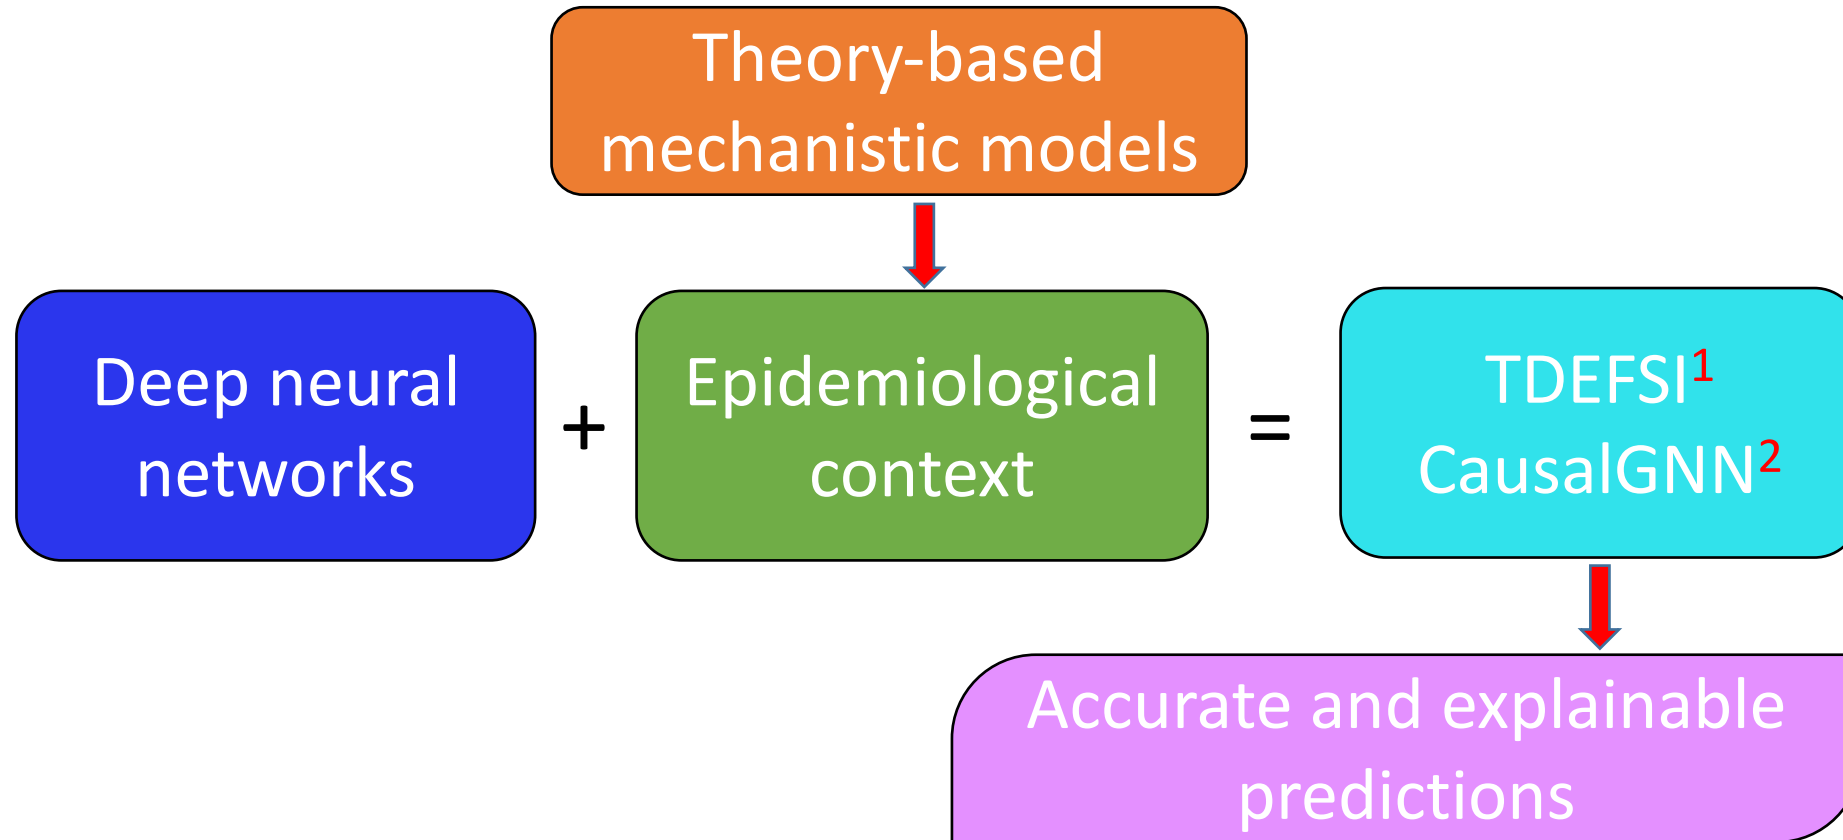 Theory-based
mechanistic models
Deep neural
networks
+
Epidemiological
context
=
TDEFSI1
CausalGNN2
Accurate and explainable
predictions